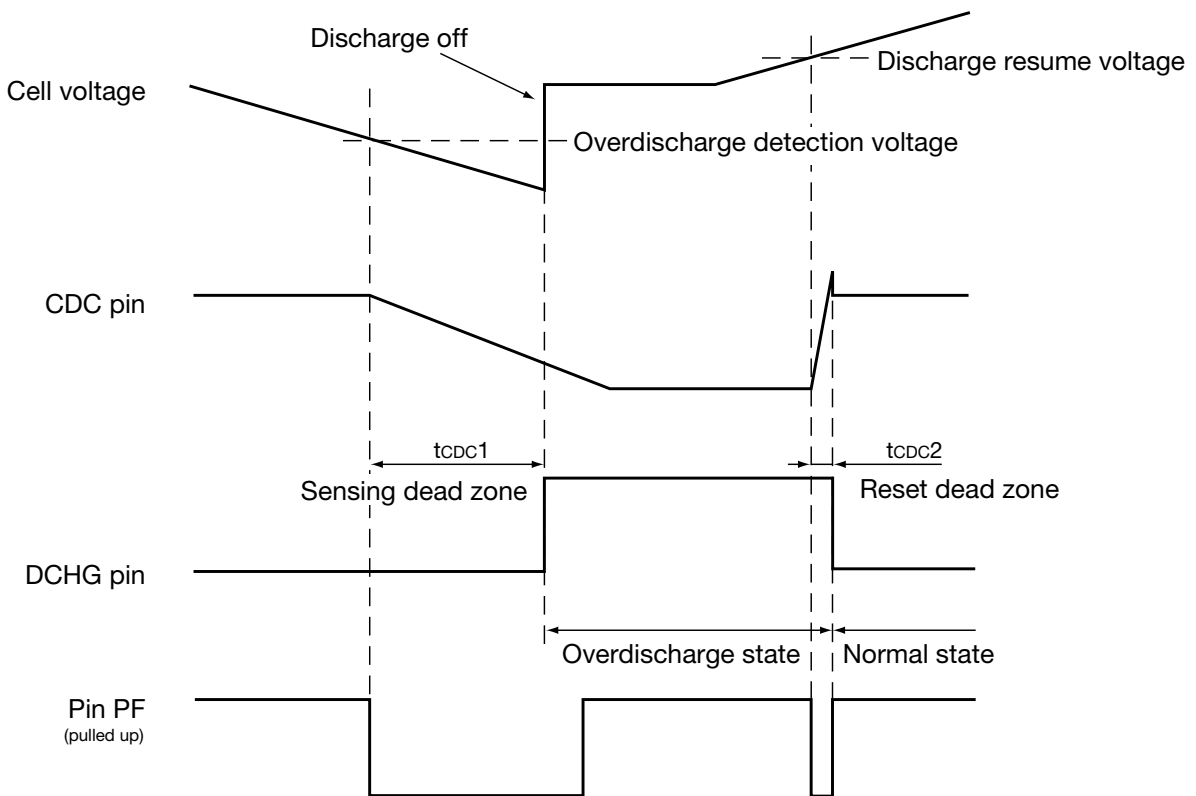 Discharge off
Discharge resume voltage
Cell voltage
Overdischarge detection voltage
CDC pin
tCDC1
tCDC2
Sensing dead zone
Reset dead zone
DCHG pin
Overdischarge state
Normal state
Pin PF
(pulled up)